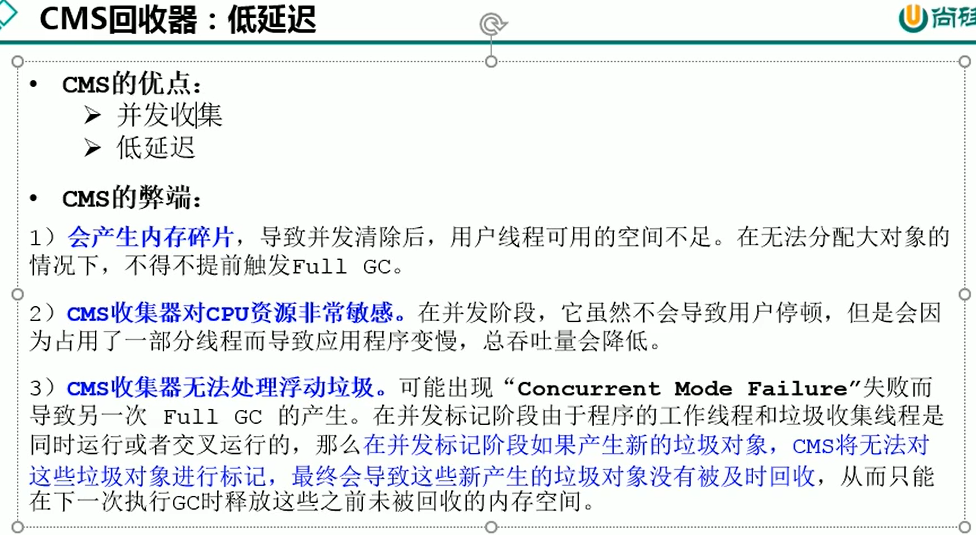 CMS回收器：低延迟
尚硅
• CMS的优点：
➢ 并发收集
➢ 低延迟
• CMS的弊端：
1）会产生内存碎片，导致并发清除后，用户线程可用的空间不足。在无法分配大对象的
情况下，不得不提前触发Full GC。
2）CMS收集器对CPU资源非常敏感。在并发阶段，它虽然不会导致用户停顿，但是会因
为占用了一部分线程而导致应用程序变慢，总吞吐量会降低。
3）CMS收集器无法处理浮动垃圾。可能出现“Concurrent Mode Failure”失败而
导致另一次 Full GC 的产生。在并发标记阶段由于程序的工作线程和垃圾收集线程是
同时运行或者交叉运行的，那么在并发标记阶段如果产生新的垃圾对象，CMS将无法对
这些垃圾对象进行标记，最终会导致这些新产生的垃圾对象没有被及时回收，从而只能
在下一次执行GC时释放这些之前未被回收的内存空间。